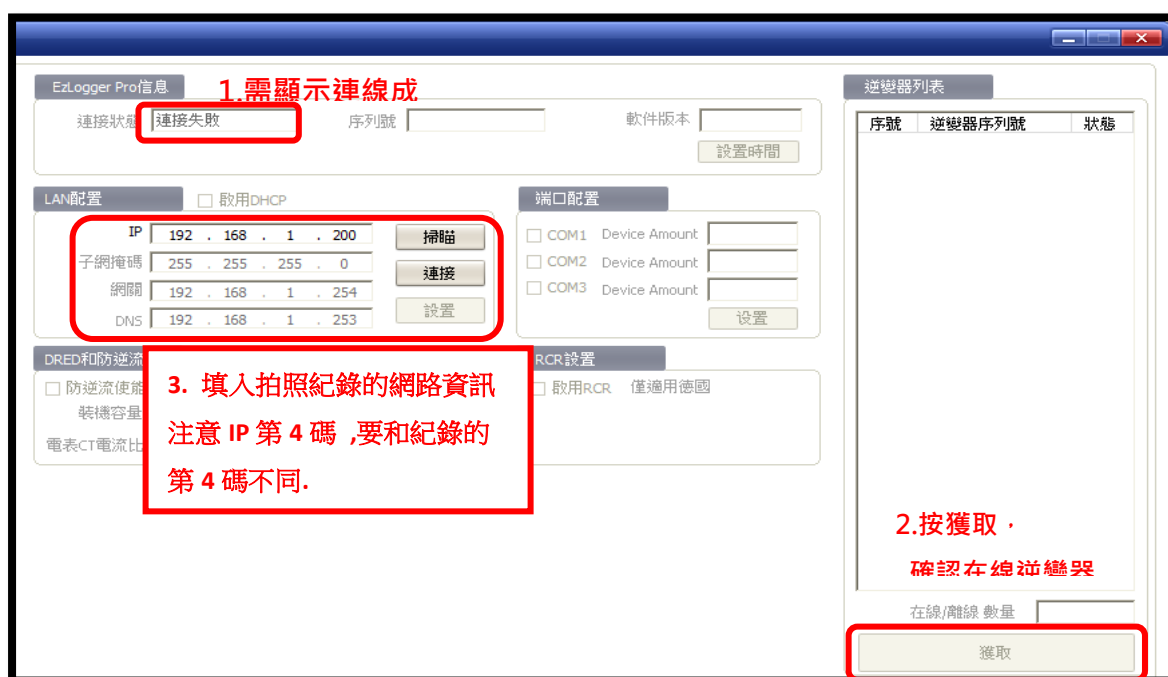 EzLogger Pro信息
1.需顯示連線成
逆變器列表
連接狀態 連接失敗 序列號 軟件版本
設置時間
序號 逆變器序列號 狀態
LAN配置 啟用DHCP
端口配置
IP 192 . 168 . 1 . 200 掃瞄
COM1 Device Amount
子網掩碼 255 . 255 . 255 . 0 連接
COM2 Device Amount
網關 192 . 168 . 1 . 254 設置
COM3 Device Amount
DNS 192 . 168 . 1 . 253
设置
DRED和防逆流
RCR設置
防逆流使能
啟用RCR 僅適用德國
裝機容量
電表CT電流比
3. 填入拍照紀錄的網路資訊
注意 IP 第 4 碼 ,要和紀錄的
第 4 碼不同.
2.按獲取，
確認在線逆變器
在線/離線 數量
獲取